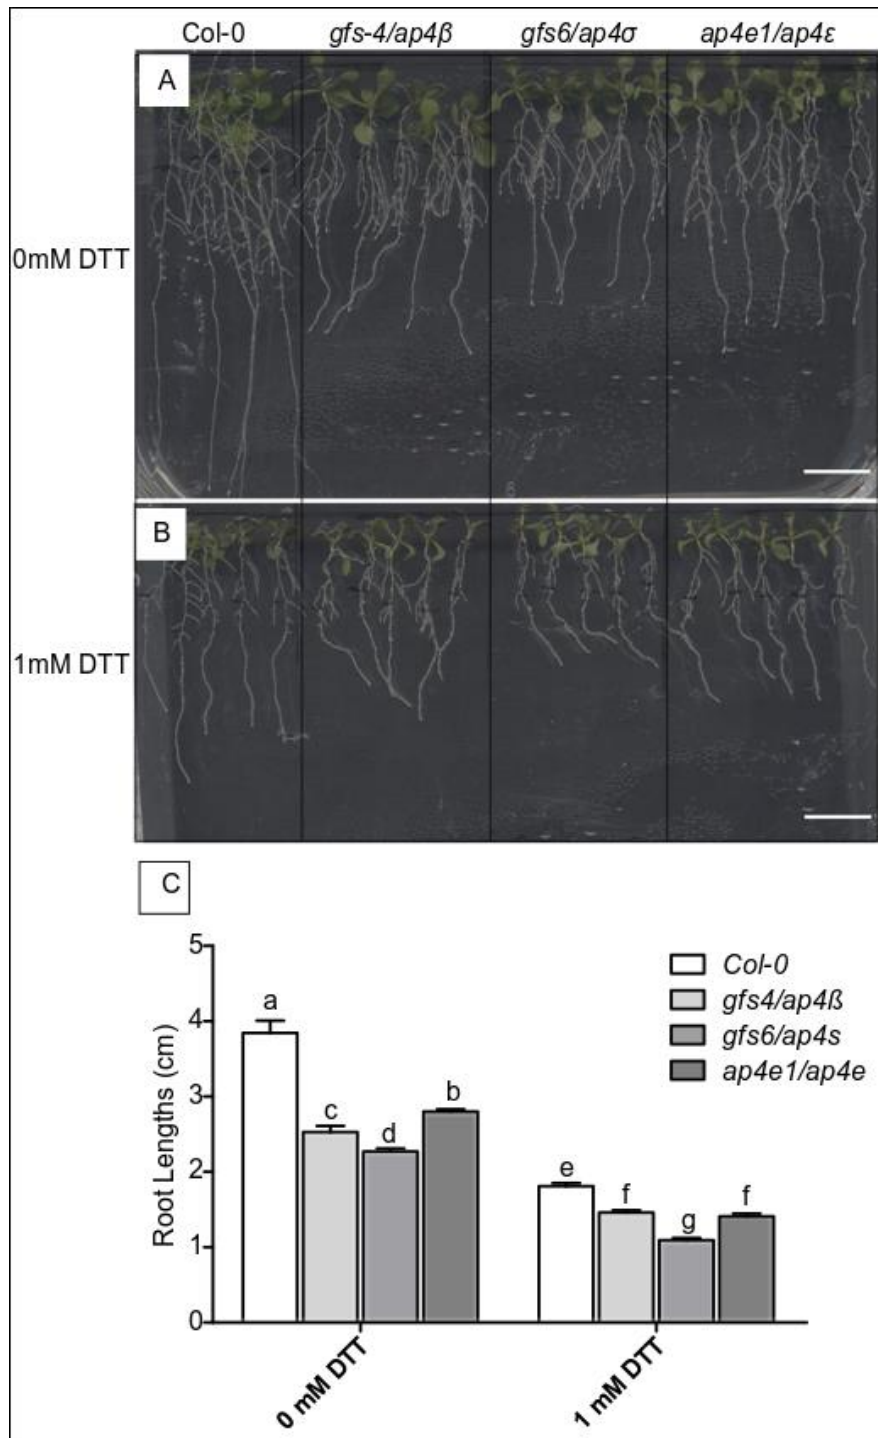 Col-0 gfs-4/ap4β gfs6/ap4σ ap4e1/ap4ε
A
0mM DTT
B
1mM DTT
C
5
4
3
2
1
0
Root Lengths (cm)
a
c
d
b
e
f
g
f
Col-0
gfs4/ap4ß
gfs6/ap4s
ap4e1/ap4e
0 mM DTT
1 mM DTT